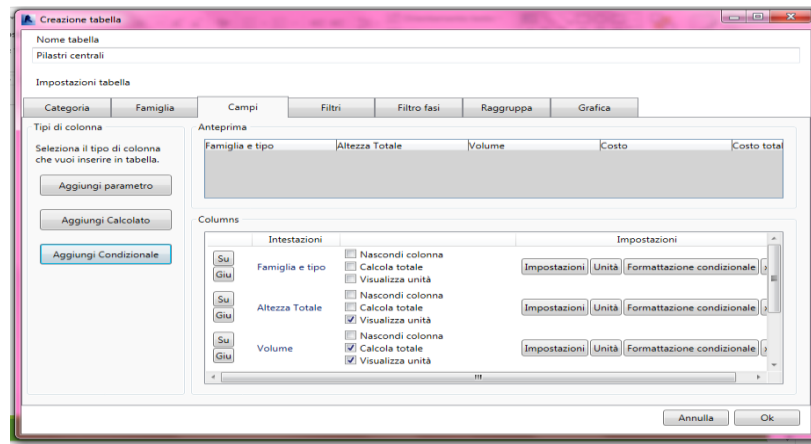 Creazione tabella
Nome tabella
Pilastri centrali
Impostazioni tabella
Categoria Famiglia Campi Filtri Filtro fasi Raggruppa Grafica
Tipi di colonna
Seleziona il tipo di colonna
che vuoi inserire in tabella.
Aggiungi parametro
Aggiungi Calcolato
Aggiungi Condizionale
Anteprima
Famiglia e tipo Altezza Totale Volume Costo Costo total
Columns
Intestazioni Impostazioni
Su
Giu
Famiglia e tipo
Nascondi colonna
Calcola totale
Visualizza unità
Impostazioni Unità Formattazione condizionale
Su
Giu
Altezza Totale
Nascondi colonna
Calcola totale
Visualizza unità
Impostazioni Unità Formattazione condizionale
Su
Giu
Volume
Nascondi colonna
Calcola totale
Visualizza unità
Impostazioni Unità Formattazione condizionale
Annulla Ok